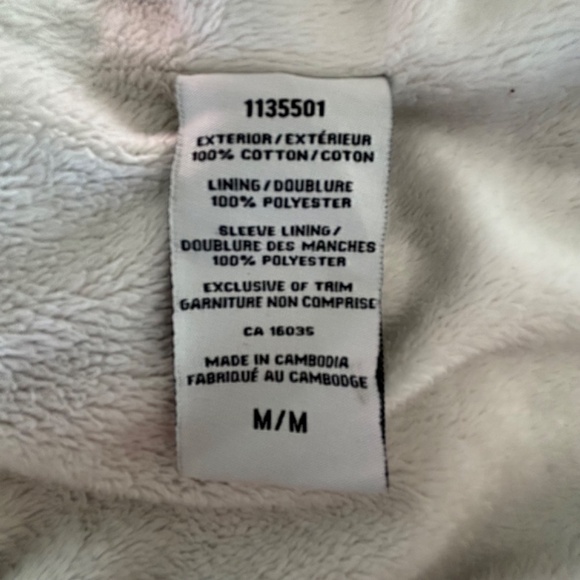 1135501
EXTERIOR/EXTÉRIEUR
100% COTTON/COTON
LINING/DOUBLURE
100% POLYESTER
SLEEVE LINING/
DOUBLURE DES MANCHES
100% POLYESTER
EXCLUSIVE OF TRIM
GARNITURE NON COMPRISE
CA 16035
MADE IN CAMBODIA
FABRIQUÉ AU CAMBODGE
M/M